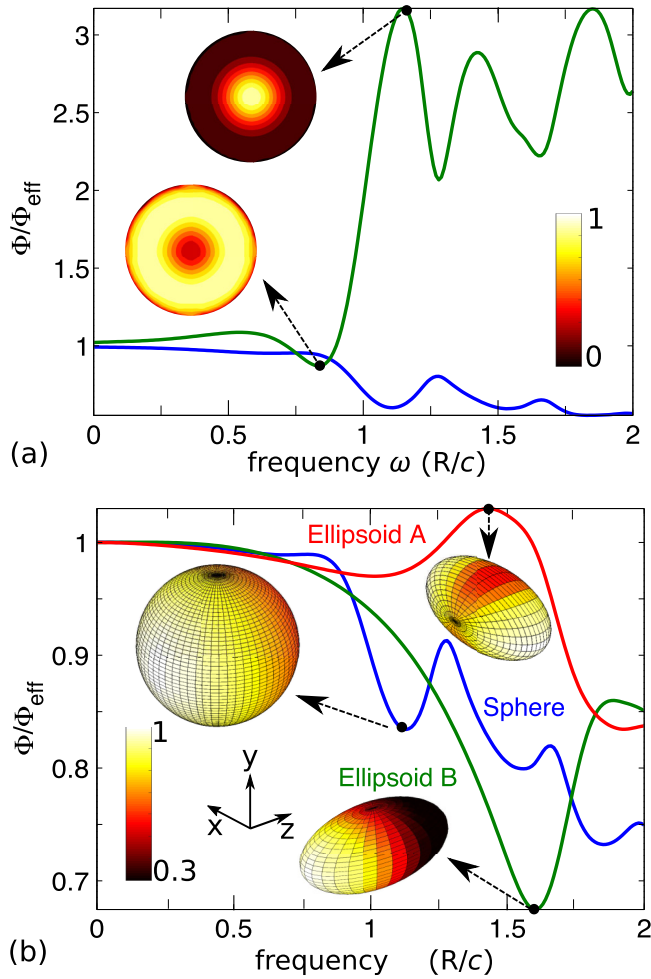 3
2.5
2
1.5
1
Φ/Φeff
1
0
0
0.5
1
1.5
2
(a)
frequency ω (R/c)
1
0.9
0.8
0.7
Φ/Φeff
Ellipsoid A
Sphere
Ellipsoid B
1
0.3
y
x
z
0
0.5
1
1.5
2
(b)
frequency (R/c)